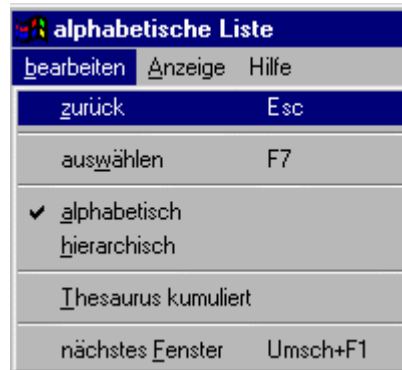 alphabetische Liste
bearbeiten Anzeige Hilfe
zurück Esc
auswählen F7
alphabetisch
hierarchisch
Thesaurus kumuliert
nächstes Fenster Umsch+F1